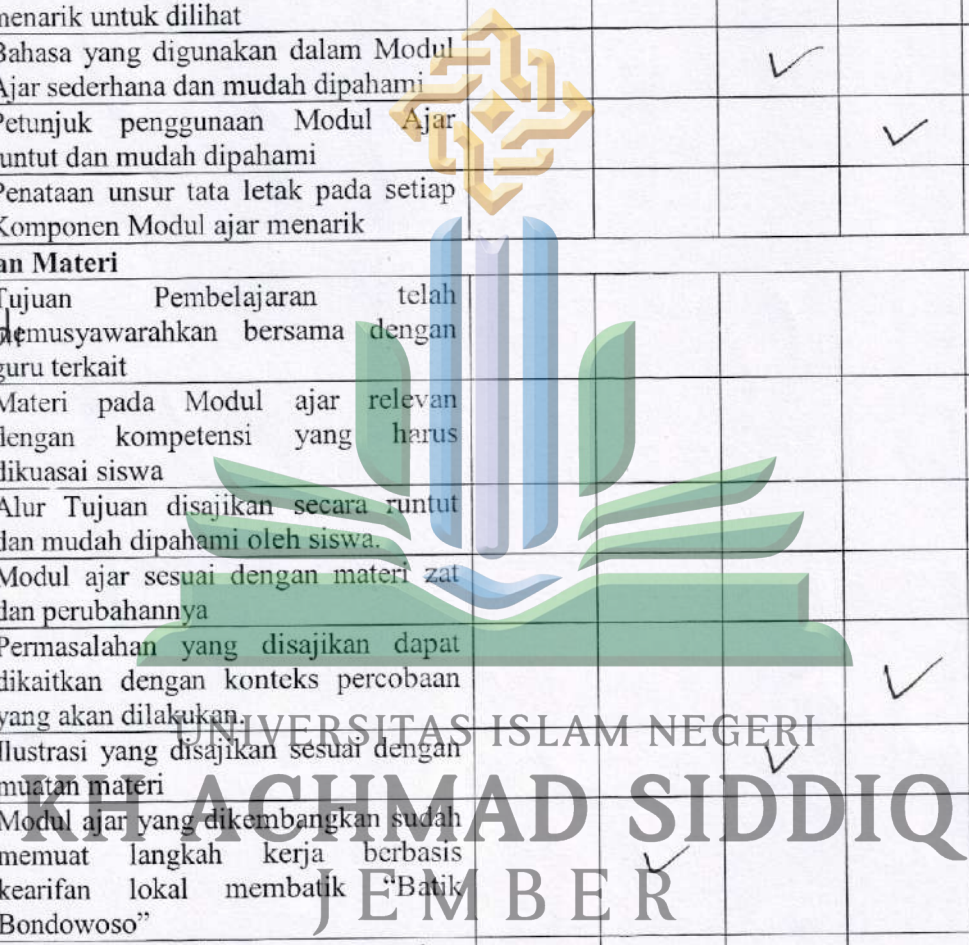 menarik untuk dilihat
Bahasa yang digunakan dalam Modul
Ajar sederhana dan mudah dipahami
Petunjuk penggunaan Modul Ajar
runtut dan mudah dipahami
Penataan unsur tata letak pada setiap
Komponen Modul ajar menarik
an Materi
Tujuan Pembelajaran telah
memusyawarahkan bersama dengan
guru terkait
Materi pada Modul ajar relevan
dengan kompetensi yang harus
dikuasai siswa
Alur Tujuan disajikan secara runtut
dan mudah dipahami oleh siswa.
Modul ajar sesuai dengan materi zat
dan perubahannya
Permasalahan yang disajikan dapat
dikaitkan dengan konteks percobaan
yang akan dilakukan.
Ilustrasi yang disajikan sesuai dengan
muatan materi
Modul ajar yang dikembangkan sudah
memuat langkah kerja berbasis
kearifan lokal membatik "Batik
Bondowoso"
UNIVERSITAS ISLAM NEGERI
KH ACHMAD SIDDIQ
JEMBER